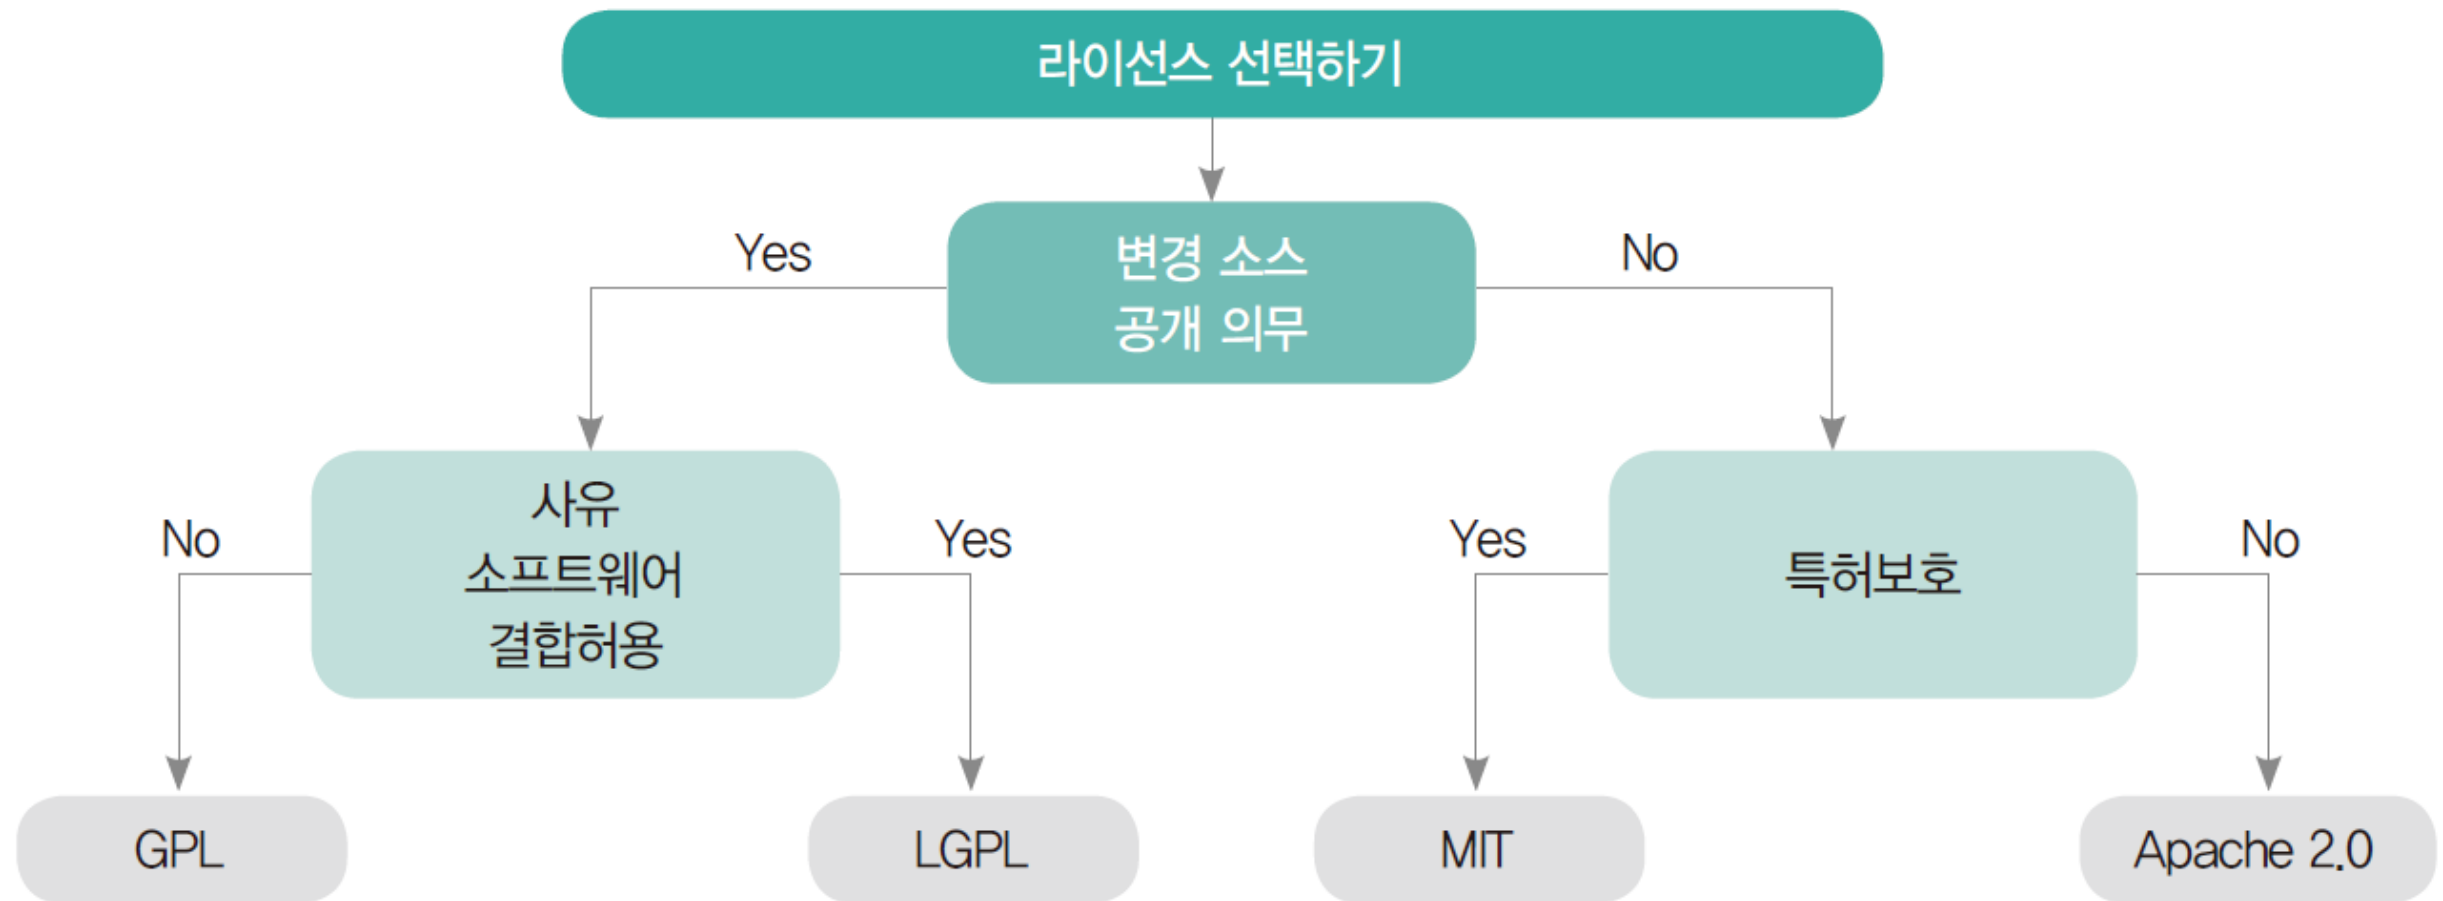 라이선스 선택하기
Yes
변경 소스
공개 의무
No
No
사유
소프트웨어
결합허용
Yes
Yes
특허보호
No
GPL
LGPL
MIT
Apache 2.0